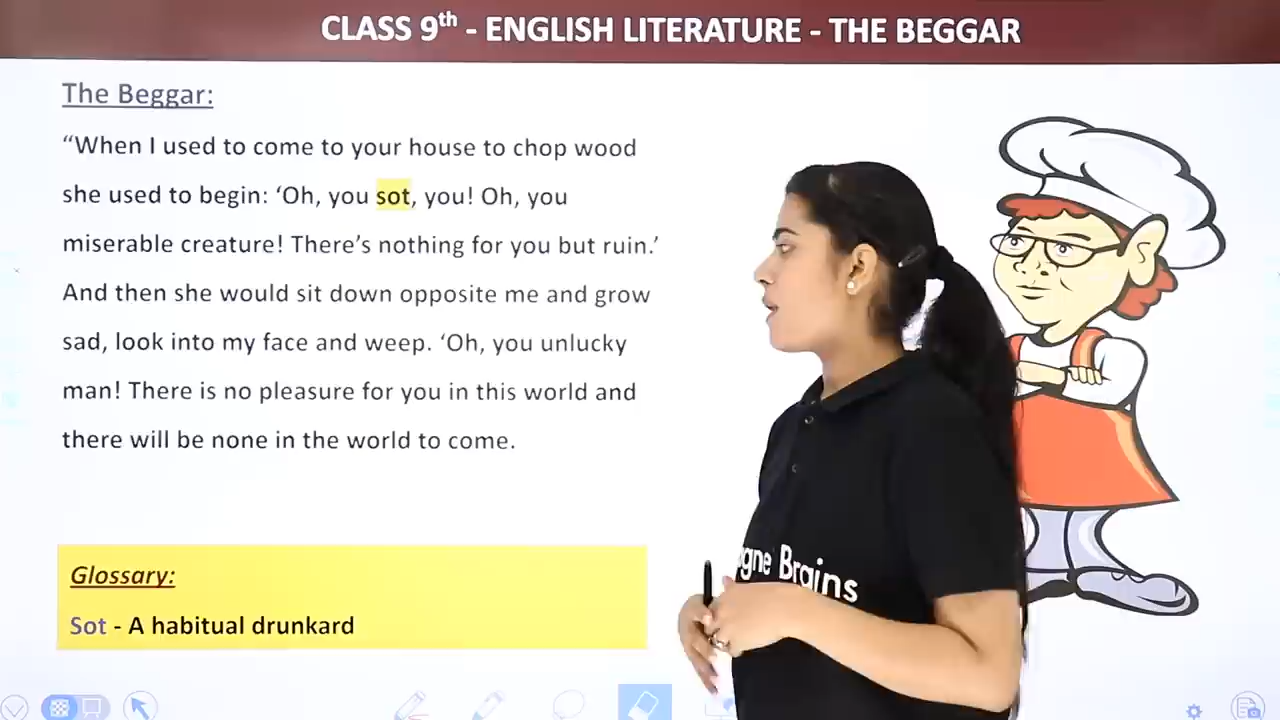 CLASS 9th - ENGLISH LITERATURE - THE BEGGAR
The Beggar:
“When I used to come to your house to chop wood
she used to begin: ‘Oh, you sot, you! Oh, you
miserable creature! There’s nothing for you but ruin.’
And then she would sit down opposite me and grow
sad, look into my face and weep. ‘Oh, you unlucky
man! There is no pleasure for you in this world and
there will be none in the world to come.
Glossary:
Sot - A habitual drunkard
Brains